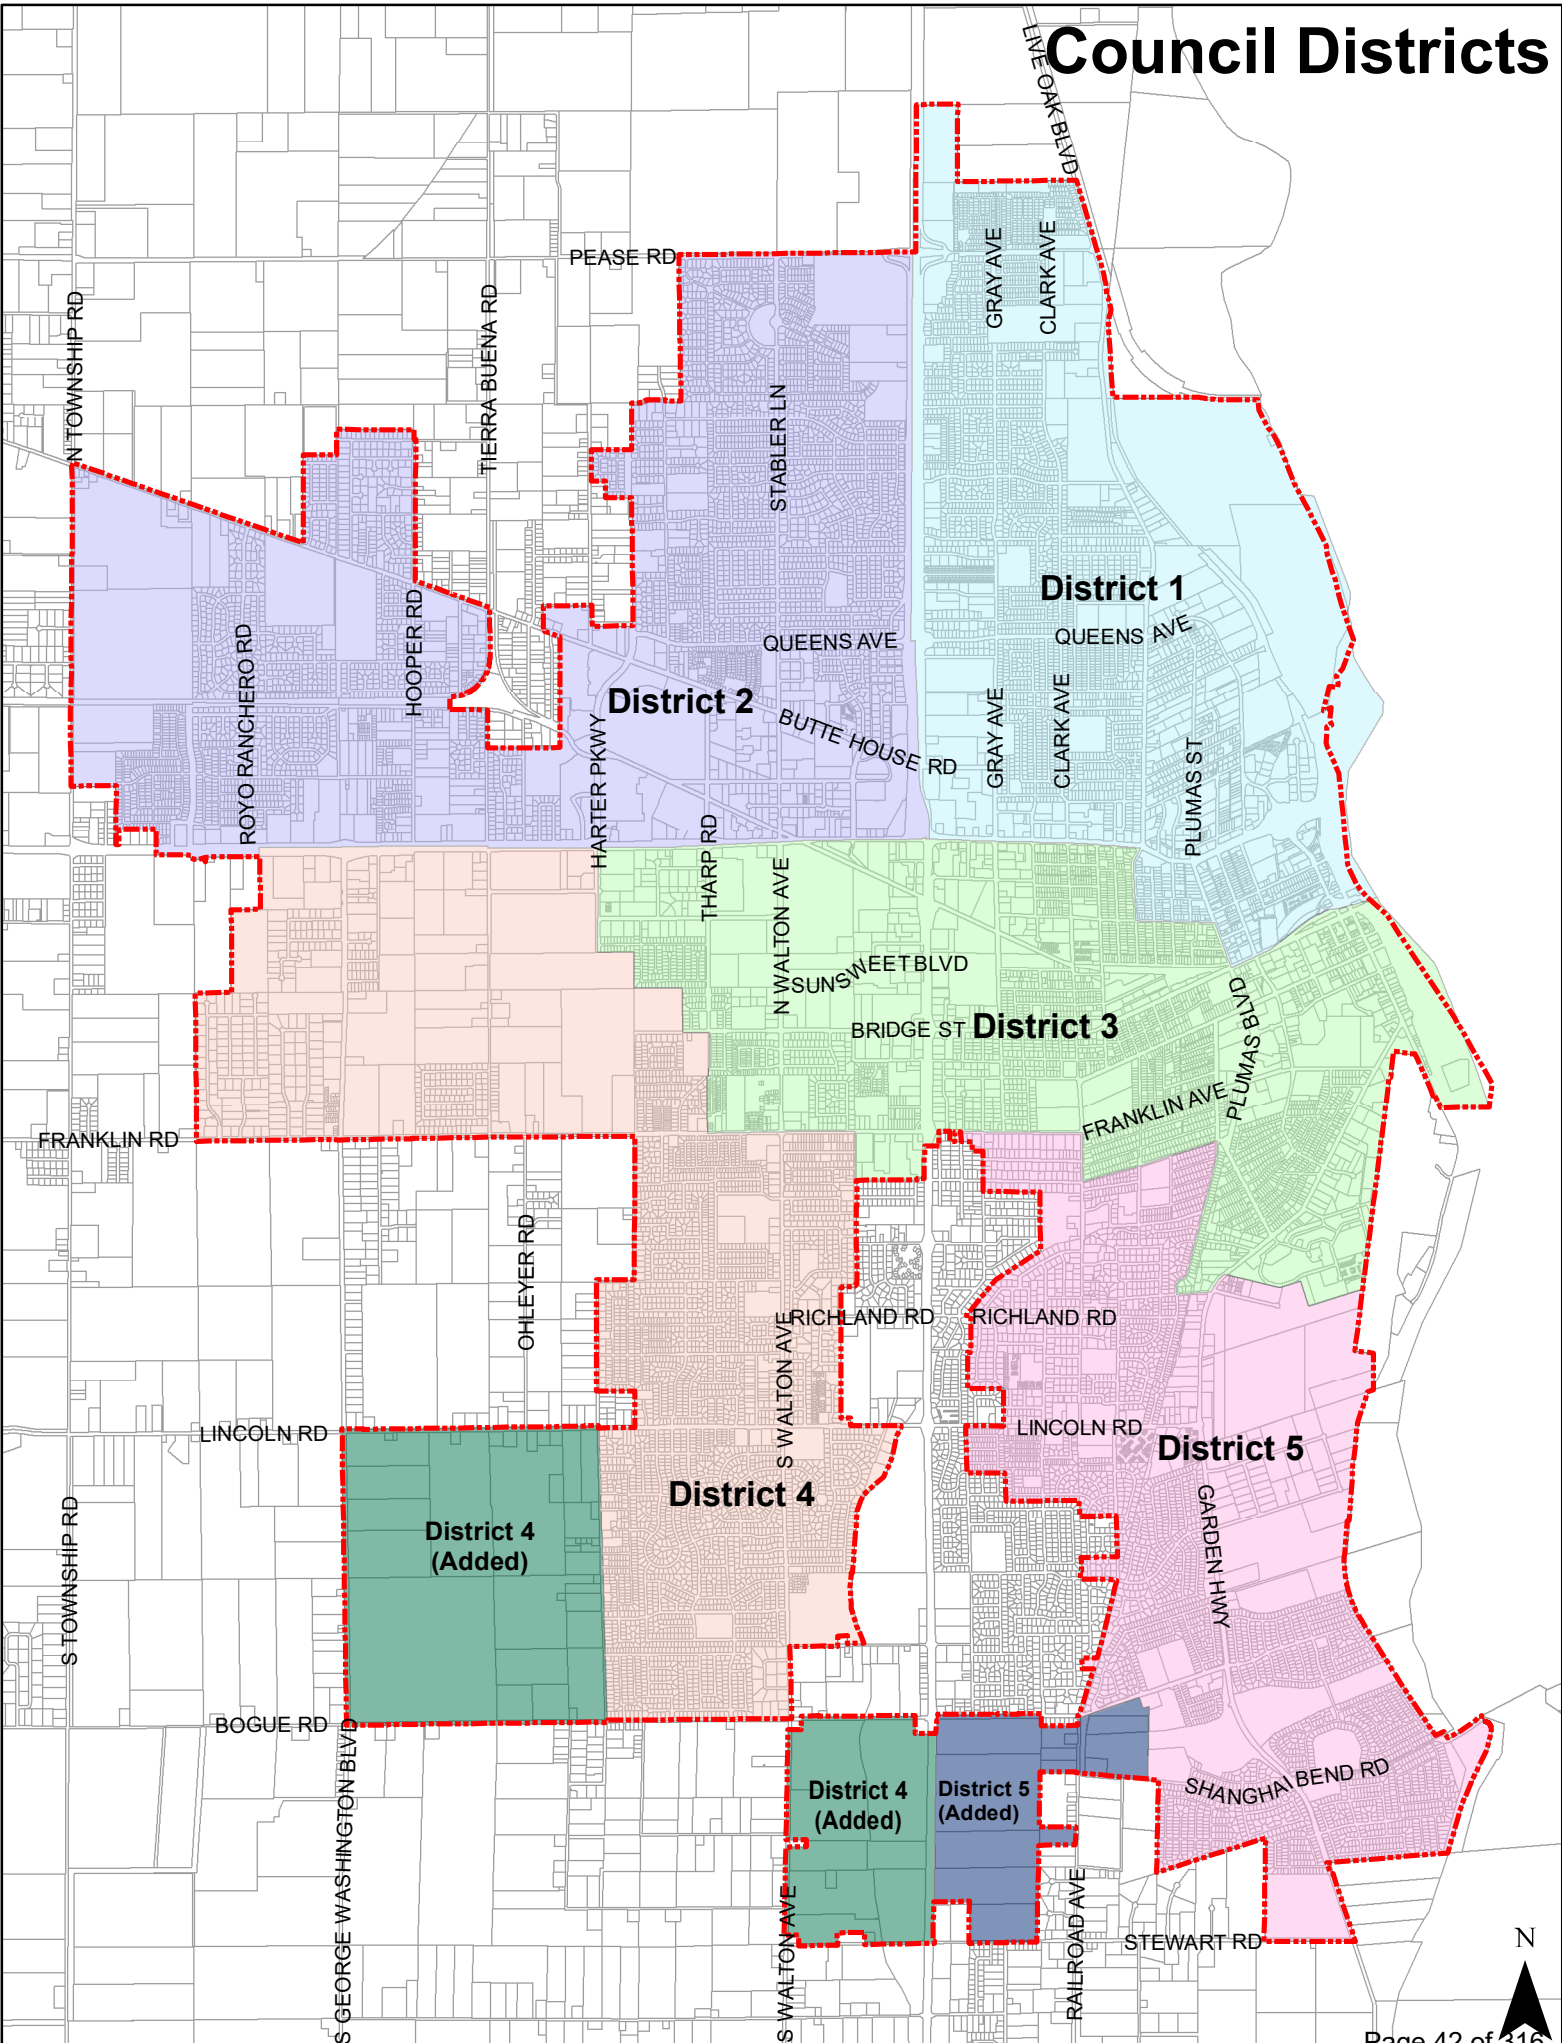 Council Districts
LIVE OAK BLVD
PEASE RD
GRAY AVE
CLARK AVE
N TOWNSHIP RD
TIERRA BUENA RD
STABLER LN
District 1
QUEENS AVE
QUEENS AVE
HOOPER RD
ROYO RANCHERO RD
District 2
BUTTE HOUSE RD
GRAY AVE
CLARK AVE
PLUMAS ST
HARTER PKWY
THARP RD
N WALTON AVE
SUNSWEET BLVD
BRIDGE ST
District 3
PLUMAS BLVD
FRANKLIN AVE
FRANKLIN RD
OHLEYER RD
RICHLAND RD
RICHLAND RD
S WALTON AVE
LINCOLN RD
LINCOLN RD
District 5
District 4
GARDEN HWY
District 4
(Added)
S TOWNSHIP RD
BOGUE RD
S GEORGE WASHINGTON BLVD
SHANGHAI BEND RD
District 4
(Added)
District 5
(Added)
S WALTON AVE
RAILROAD AVE
STEWART RD
N
Page 42 of 316